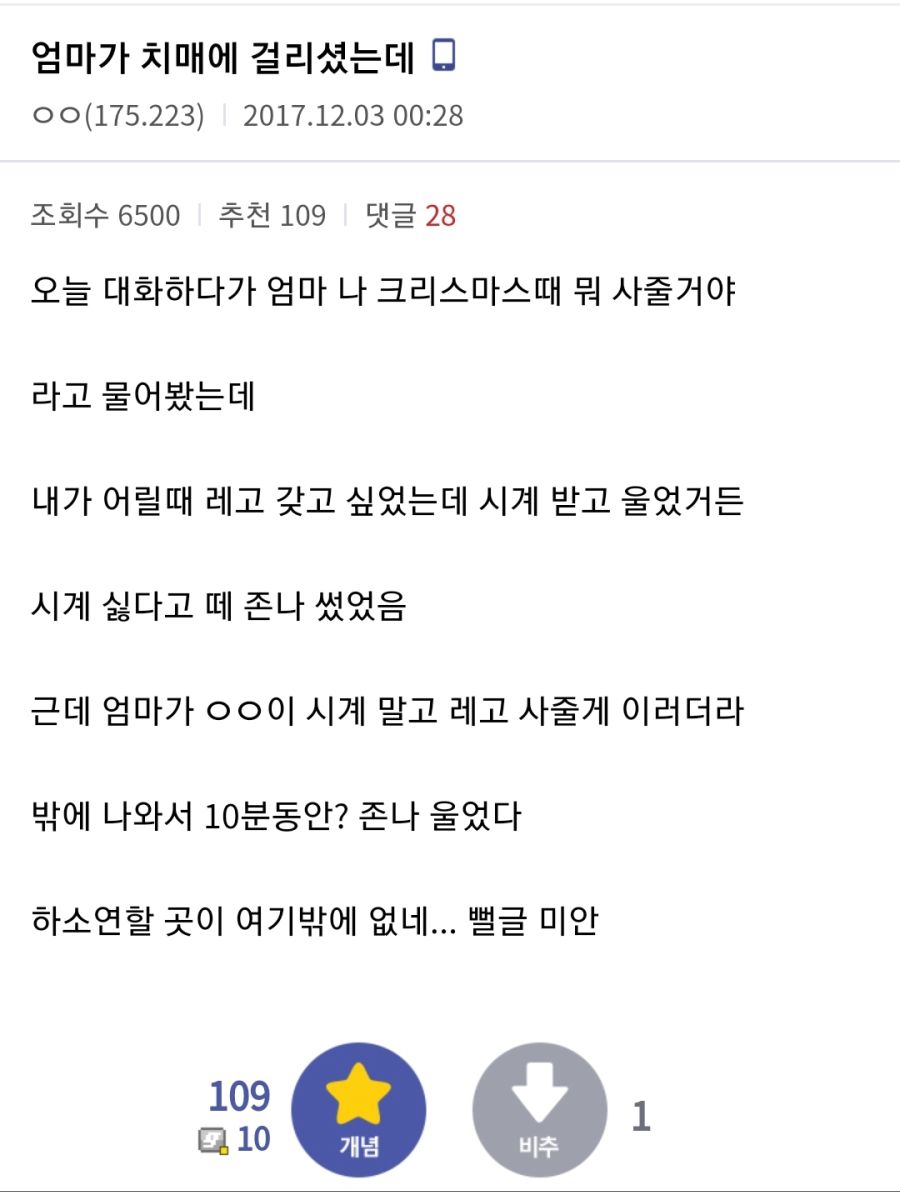 엄마가 치매에 걸리셨는데
ㅇㅇ(175.223) | 2017.12.03 00:28
조회수 6500 | 추천 109 | 댓글 28
오늘 대화하다가 엄마 나 크리스마스때 뭐 사줄거야
라고 물어봤는데
내가 어릴때 레고 갖고 싶었는데 시계 받고 울었거든
시계 싫다고 떼 존나 썼었음
근데 엄마가 ㅇㅇ이 시계 말고 레고 사줄게 이러더라
밖에 나와서 10분동안? 존나 울었다
하소연할 곳이 여기밖에 없네... 뻘글 미안
109
10
개념
비추
1